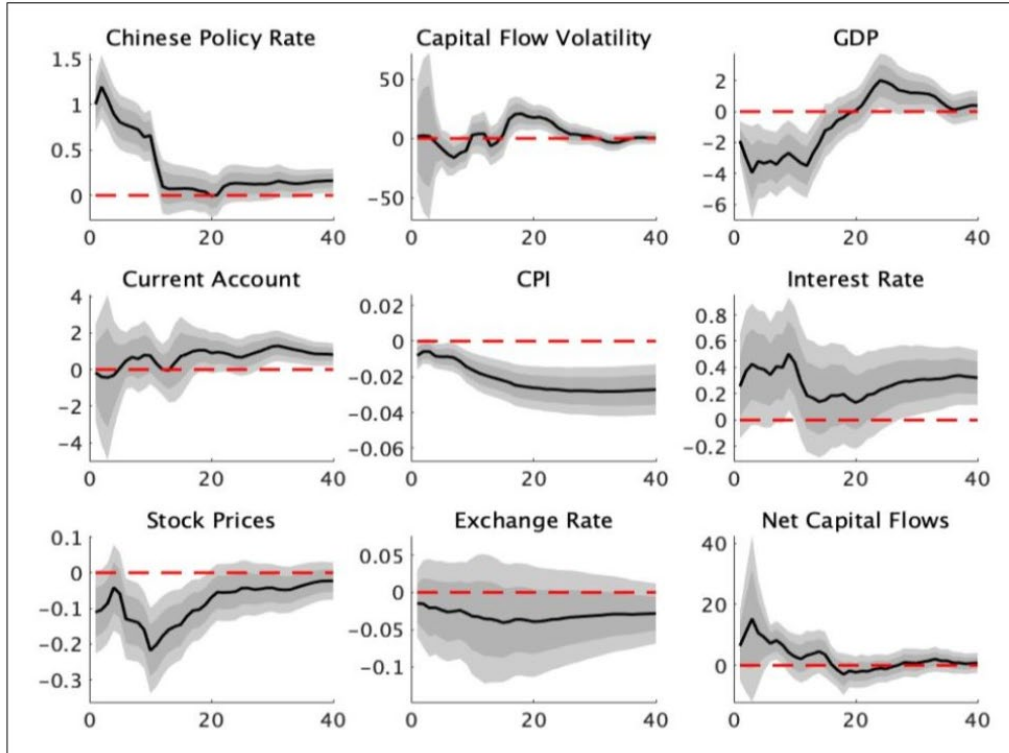 Chinese Policy Rate
Capital Flow Volatility
GDP
1.5
1
0.5
0
0 20 40
50
0
-50
0 20 40
2
0
-2
-4
-6
0 20 40
Current Account
CPI
Interest Rate
4
2
0
-2
-4
0 20 40
0.02
0
-0.02
-0.04
-0.06
0 20 40
0.8
0.6
0.4
0.2
0
-0.2
0 20 40
Stock Prices
Exchange Rate
Net Capital Flows
0.1
0
-0.1
-0.2
-0.3
0 20 40
0.05
0
-0.05
-0.1
0 20 40
40
20
0
0 20 40